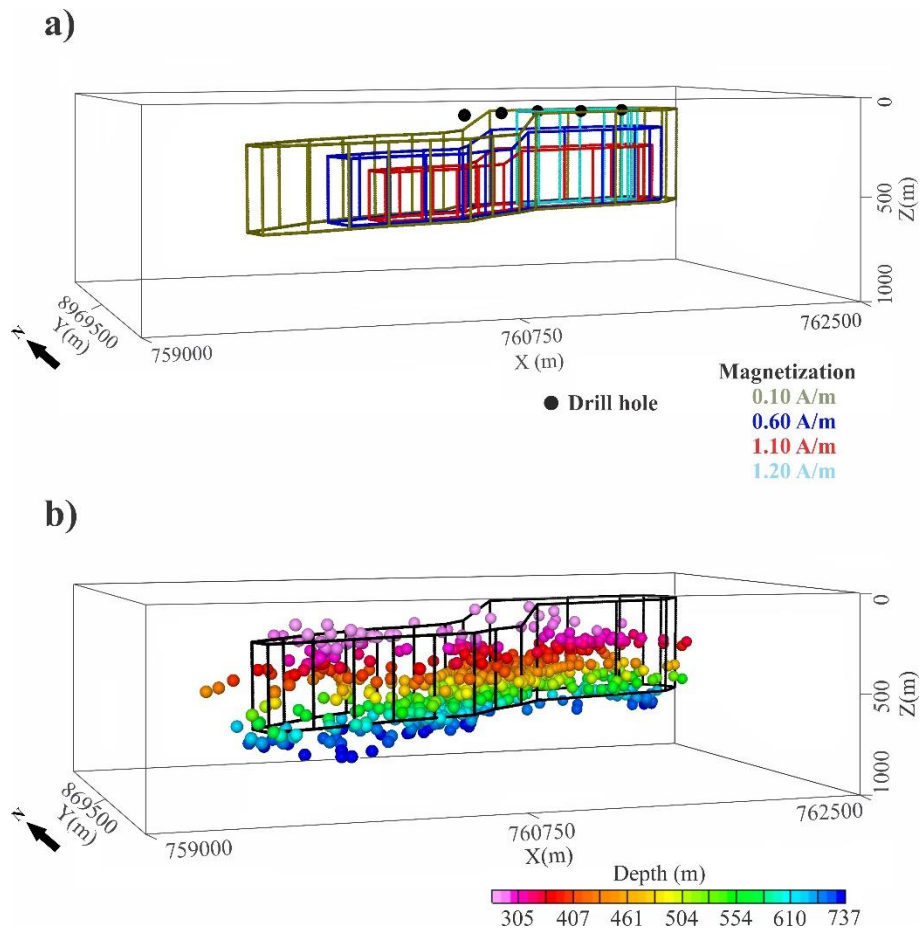 a)
0
500
Z(m)
1000
8969500
Y(m)
N
759000
760750
762500
X (m)
Drill hole
Magnetization
0.10 A/m
0.60 A/m
1.10 A/m
1.20 A/m
b)
0
500
Z(m)
1000
869500
Y(m)
N
759000
760750
762500
X(m)
Depth (m)
305 407 461 504 554 610 737